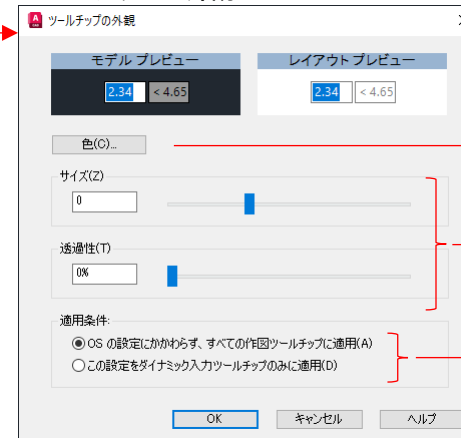 ツールチップの外観
モデル プレビュー
レイアウト プレビュー
2.34 < 4.65
2.34 < 4.65
色(C)...
サイズ(Z)
0
透過性(T)
0%
適用条件:
OS の設定にかかわらず、すべての作図ツールチップに適用(A)
この設定をダイナミック入力ツールチップのみに適用(D)
OK キャンセル ヘルプ